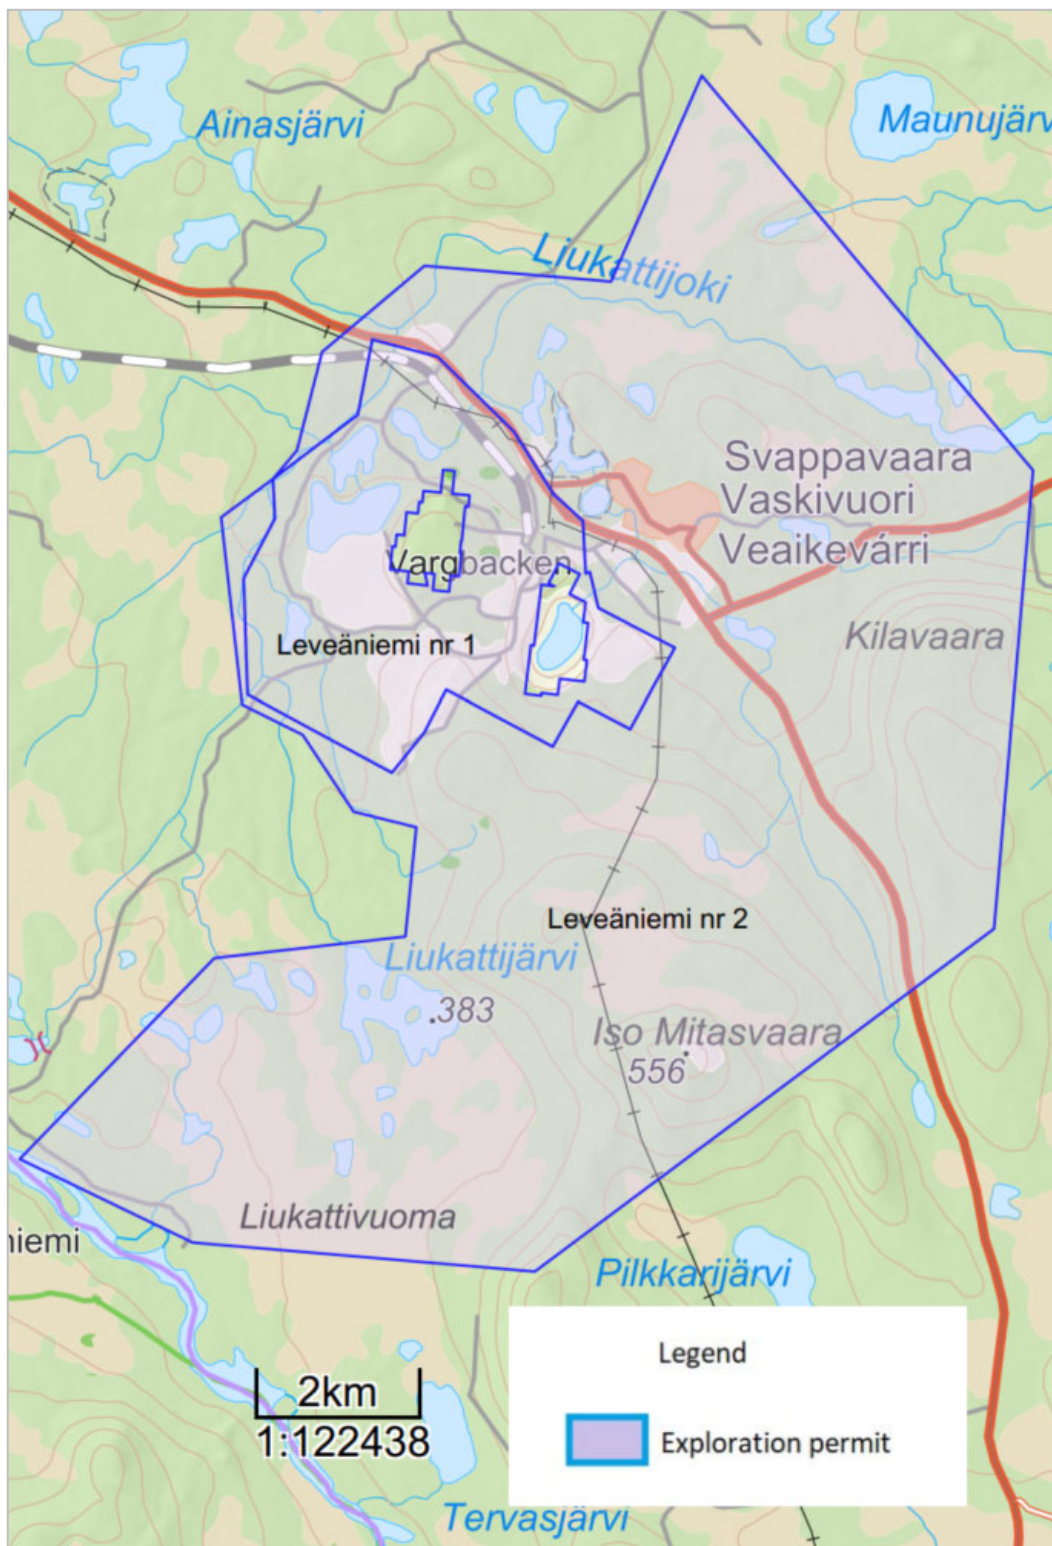 Ainasjärvi
Maunujärv
Liukattijoki
Svappavaara
Vaskivuori
Veaikevárri
Vargbacken
Kilavaara
Leveäniemi nr 1
Leveäniemi nr 2
Liukattijärvi
.383
Iso Mitasvaara
556
Liukattivuoma
niemi
Pilkkarijärvi
Legend
2km
1:122438
Exploration permit
Tervasjärvi